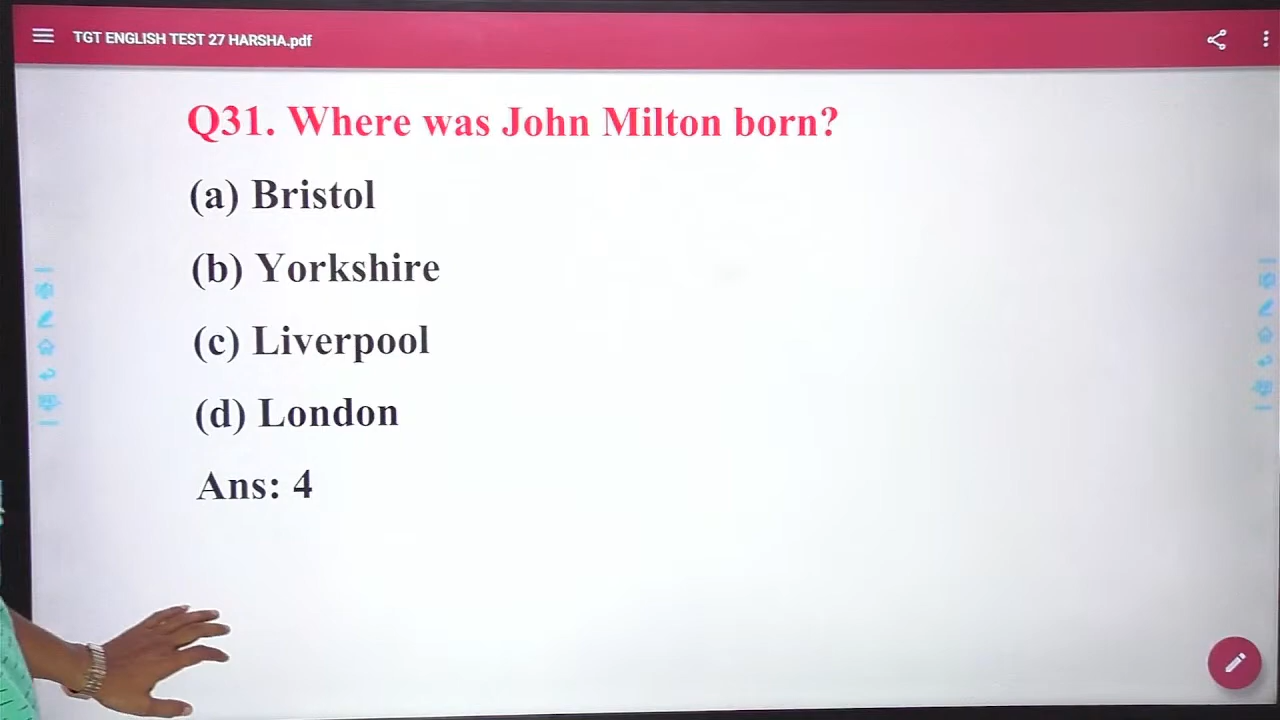 TGT ENGLISH TEST 27 HARSHA.pdf
Q31. Where was John Milton born?
(a) Bristol
(b) Yorkshire
(c) Liverpool
(d) London
Ans: 4